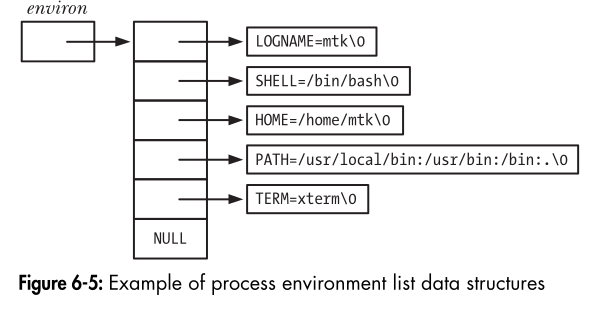 environ
LOGNAME=mtk\0
SHELL=/bin/bash\0
HOME=/home/mtk\0
PATH=/usr/local/bin:/usr/bin:/bin:.\0
TERM=xterm\0
NULL
Figure 6-5: Example of process environment list data structures